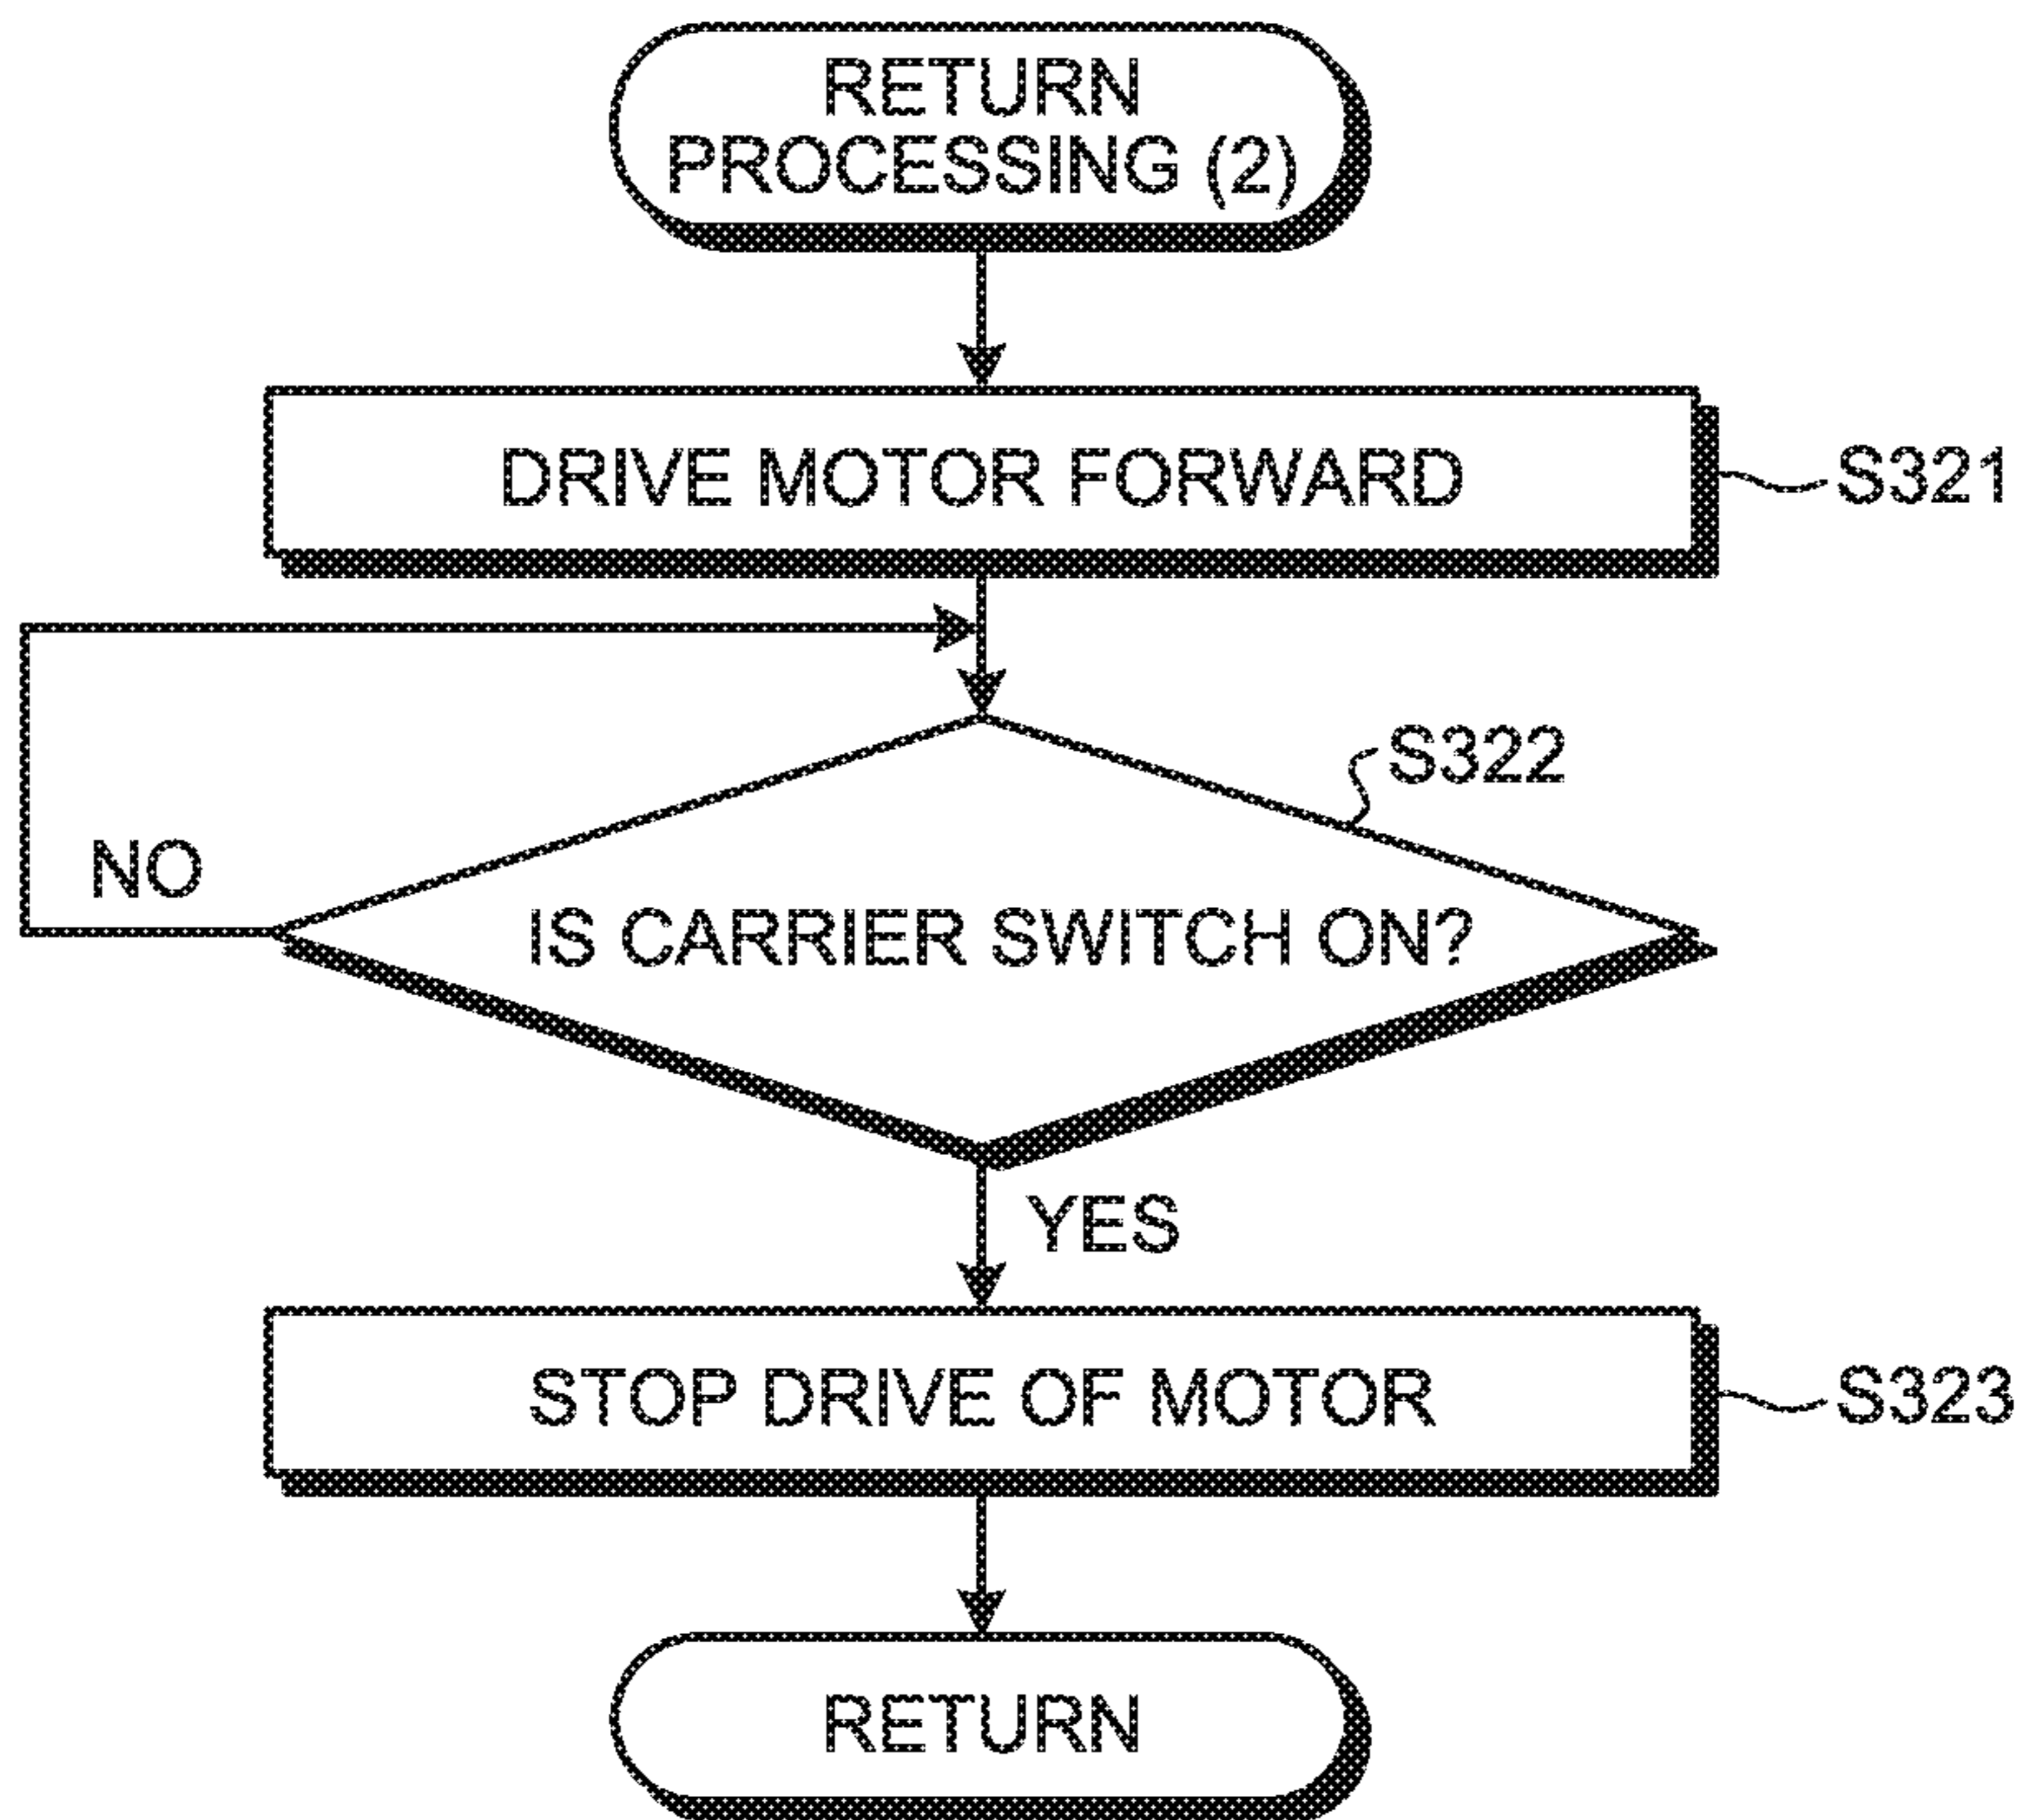 RETURN
PROCESSING (2)
DRIVE MOTOR FORWARD
S321
S322
NO
IS CARRIER SWITCH ON?
YES
STOP DRIVE OF MOTOR
S323
RETURN